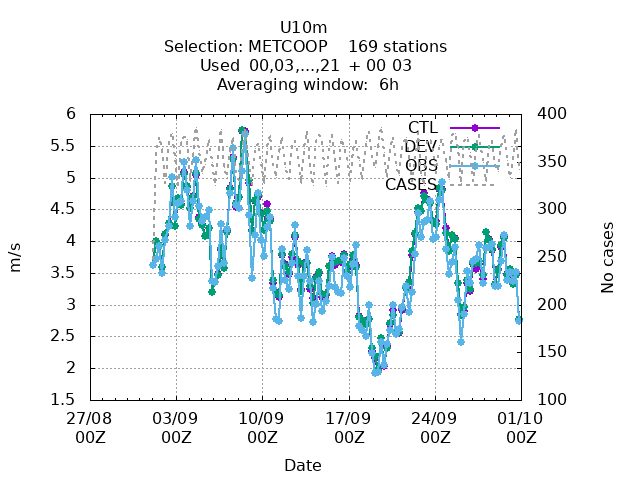 U10m
Selection: METCOOP    169 stations
Used  00,03,...,21  + 00 03
Averaging window:  6h
6
5.5
5
4.5
4
3.5
3
2.5
2
1.5
m/s
400
350
300
250
200
150
100
No cases
CTL
DEV
OBS
CASES
27/08 03/09 10/09 17/09 24/09 01/10
00Z 00Z 00Z 00Z 00Z 00Z
Date